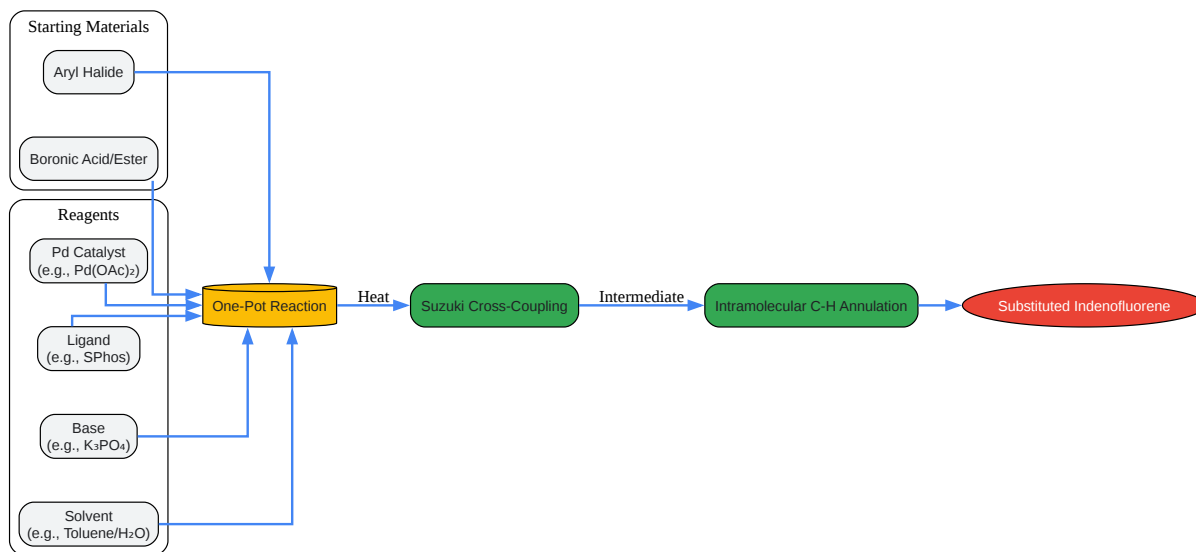 Starting Materials
Aryl Halide
Boronic Acid/Ester
Reagents
Pd Catalyst
(e.g., Pd(OAc)₂)
Ligand
(e.g., SPhos)
Base
(e.g., K₃PO₄)
Solvent
(e.g., Toluene/H₂O)
One-Pot Reaction
Heat
Suzuki Cross-Coupling
Intermediate
Intramolecular C-H Annulation
Substituted Indenofluorene